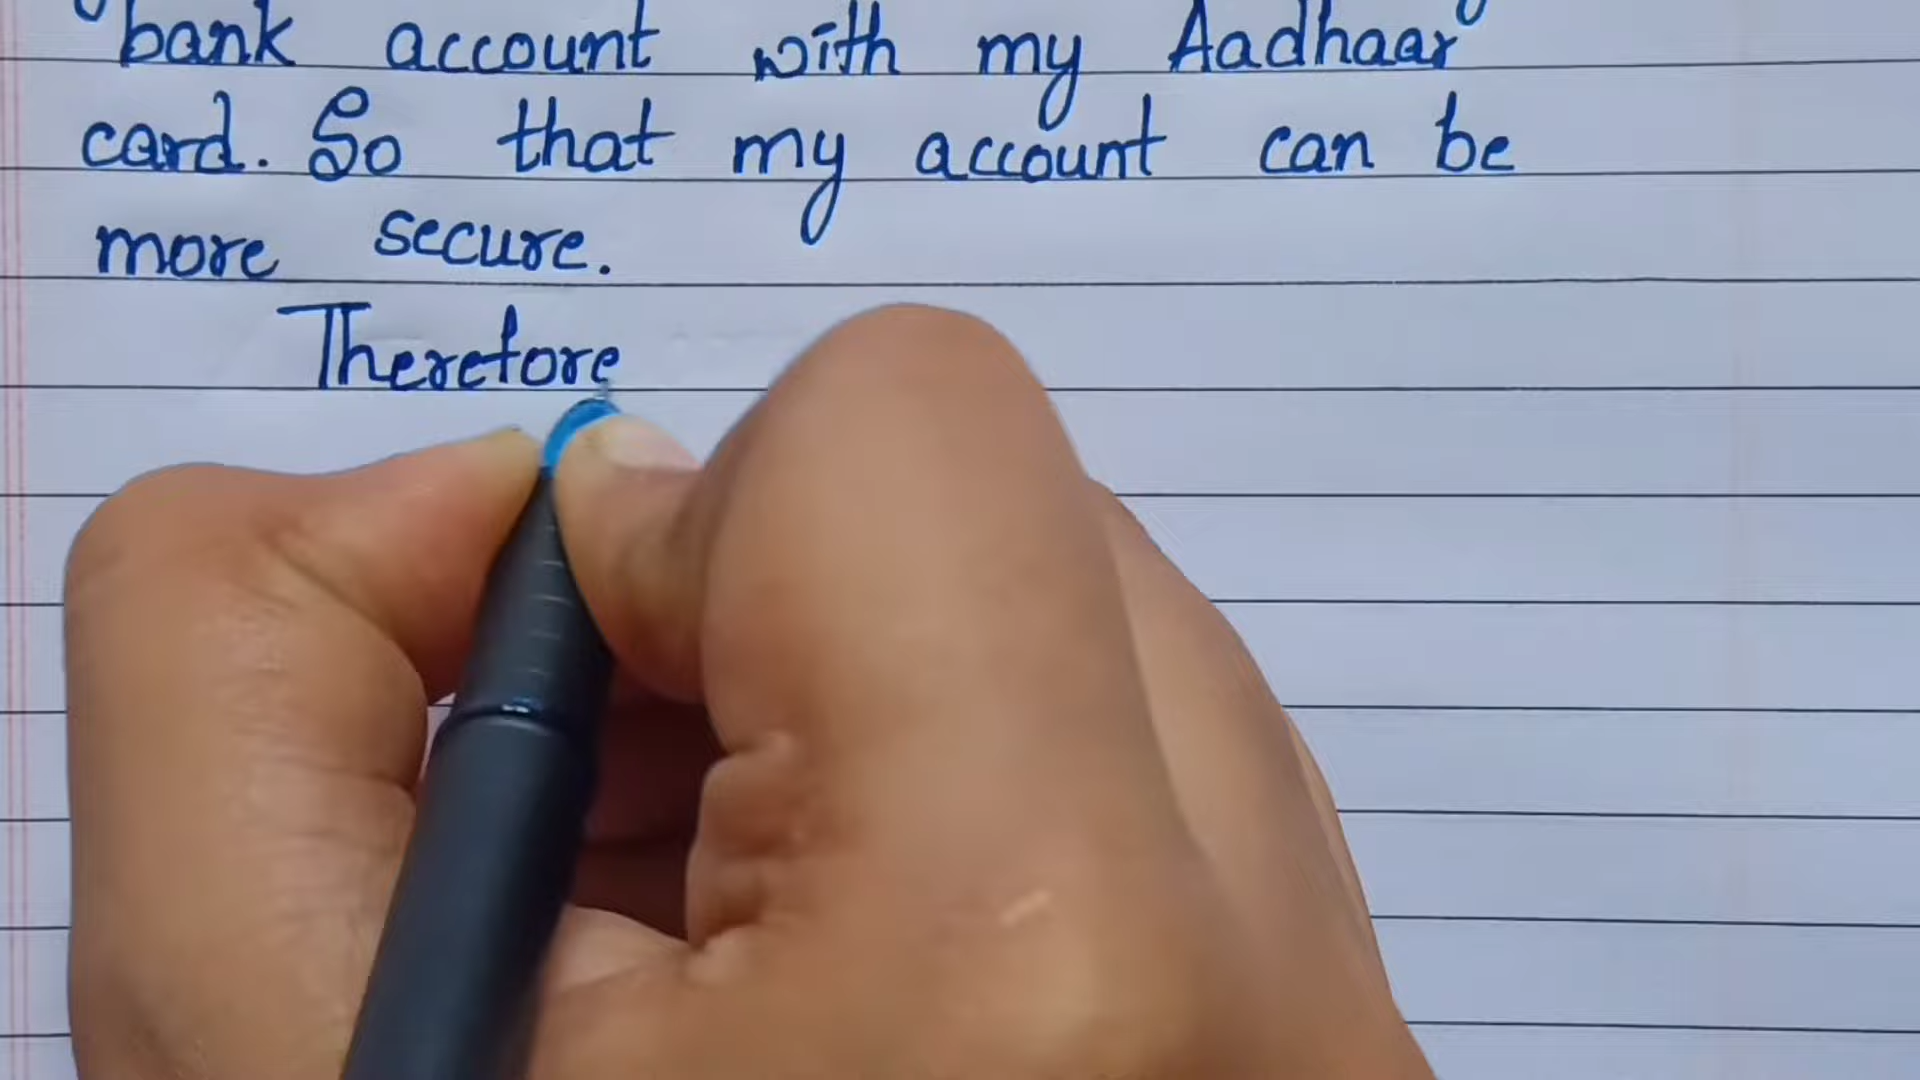 bank account with my Aadhaar
card. So that my account can be
more secure.
Therefore